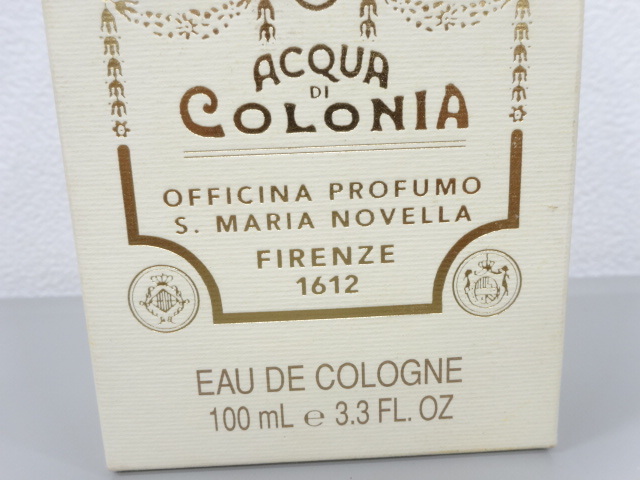 ACQUA
DI
COLONIA
OFFICINA PROFUMO
S. MARIA NOVELLA
FIRENZE
1612
EAU DE COLOGNE
100 mL ℮ 3.3 FL. OZ